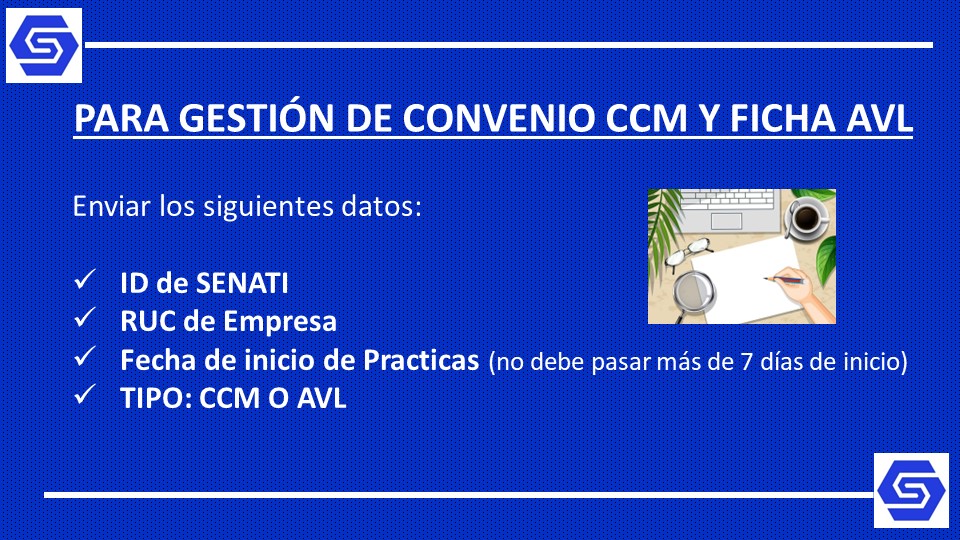 PARA GESTIÓN DE CONVENIO CCM Y FICHA AVL
Enviar los siguientes datos:
✓ ID de SENATI
✓ RUC de Empresa
✓ Fecha de inicio de Practicas (no debe pasar más de 7 días de inicio)
✓ TIPO: CCM O AVL